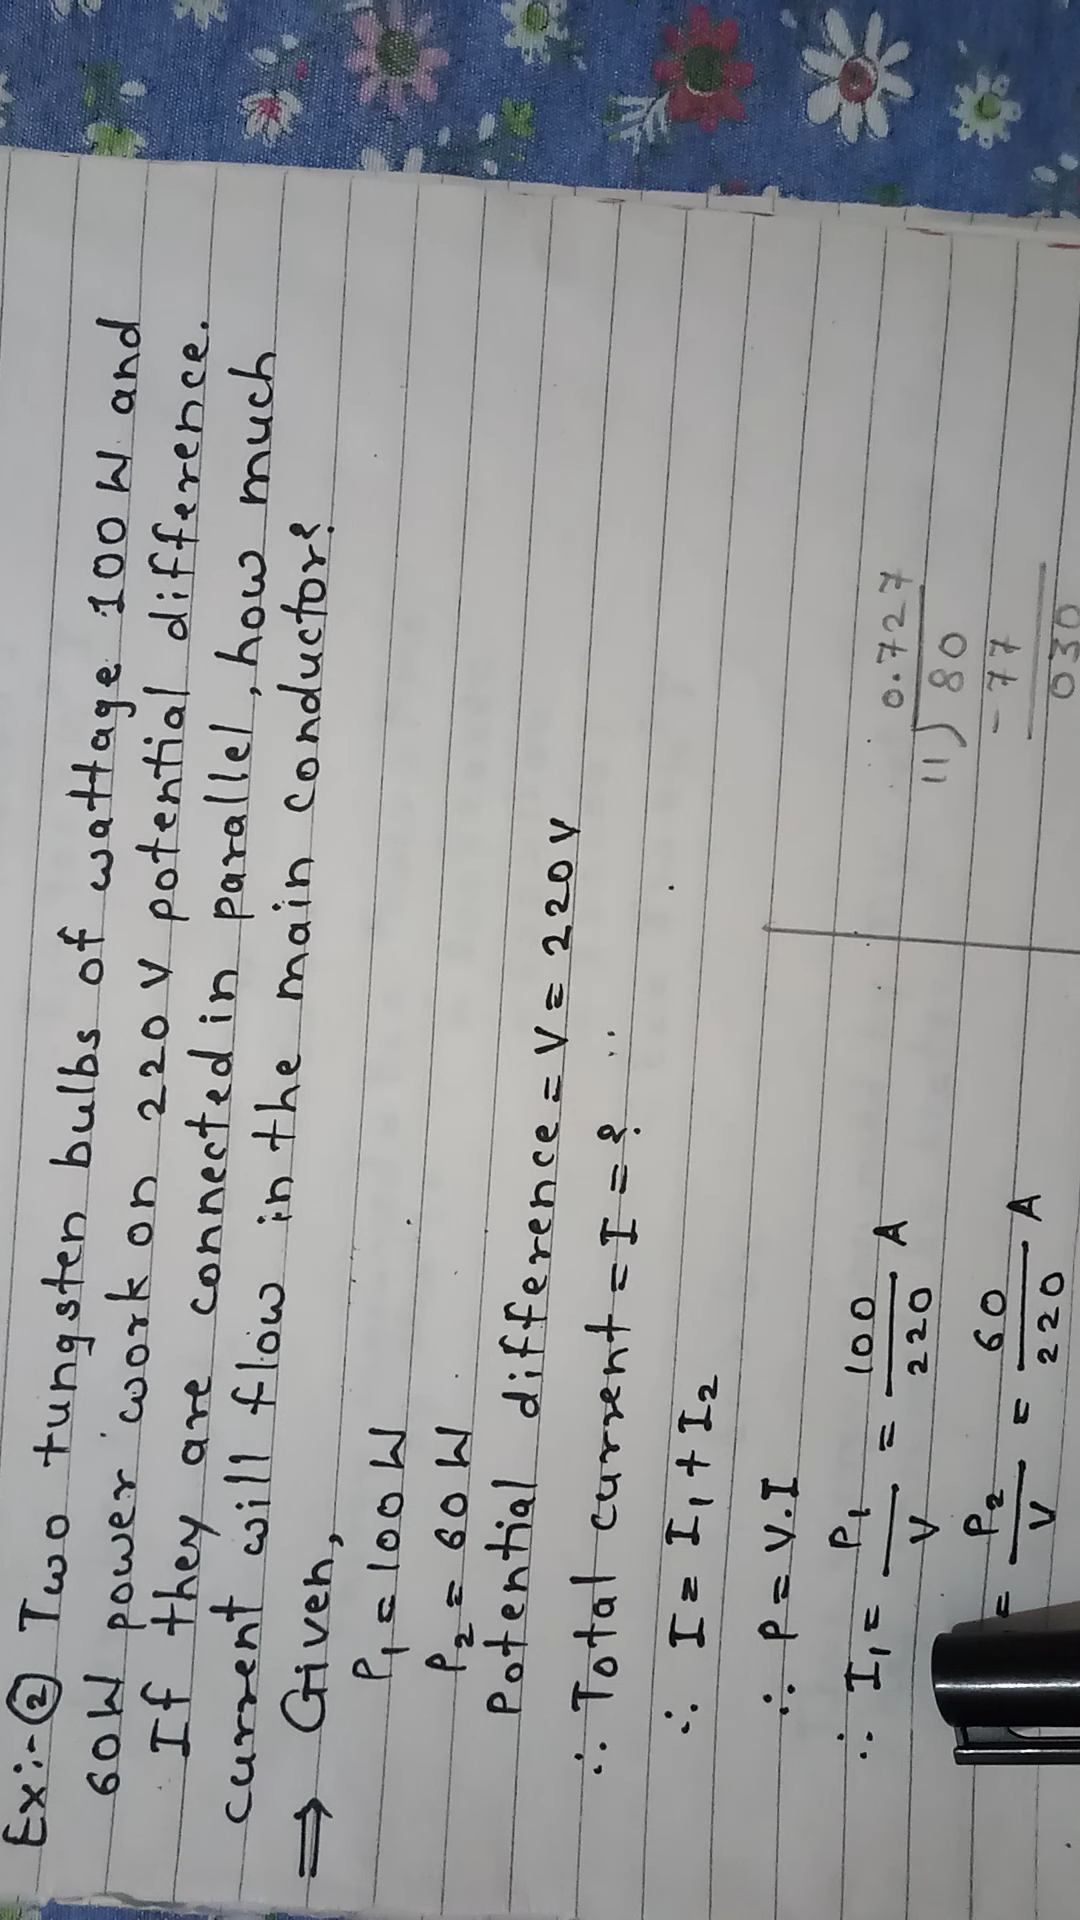 Ex:- ② Two tungsten bulbs of wattage 100 W and
60W power work on 220 V potential difference.
If they are connected in parallel, how much
current will flow in the main conductor?
⇒ Given,
P₁ = 100 W
P₂ = 60 W
Potential difference = V = 220 V
∴ Total current = I = ?
∴ I = I₁ + I₂
∴ P = V.I
∴ I₁ = P₁/V = 100/220 A
= P₂/V = 60/220 A
0.727
11) 80
- 77
030